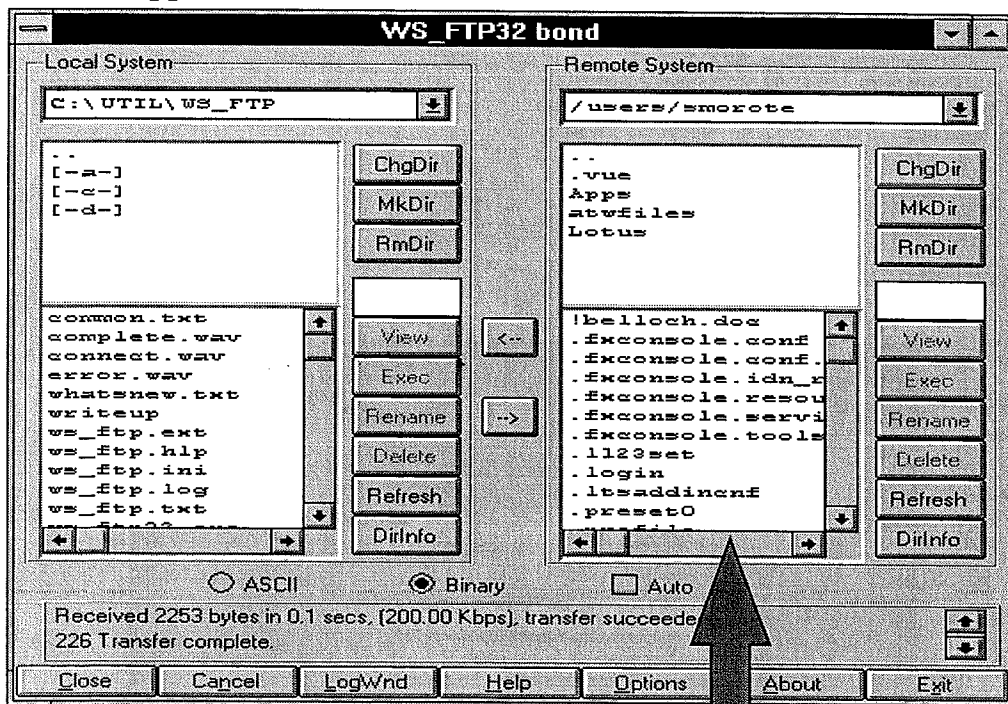 WS_FTP32 bond
Local System
C:\UTIL\WS_FTP
..
[-a-]
[-c-]
[-d-]
ChgDir
MkDir
RmDir
common.txt
complete.wav
connect.wav
error.wav
whatsnew.txt
writeup
ws_ftp.ext
ws_ftp.hlp
ws_ftp.ini
ws_ftp.log
ws_ftp.txt
View
Exec
Rename
Delete
Refresh
DirInfo
<--
-->
Remote System
/users/smorote
..
.vue
Apps
atwfiles
Lotus
ChgDir
MkDir
RmDir
!belloch.doc
.fxconsole.conf
.fxconsole.conf.
.fxconsole.idn_r
.fxconsole.resou
.fxconsole.servi
.fxconsole.tools
.l123set
.login
.ltsaddincnf
.preset0
View
Exec
Rename
Delete
Refresh
DirInfo
ASCII Binary Auto
Received 2253 bytes in 0.1 secs, (200.00 Kbps), transfer succeede
226 Transfer complete.
Close Cancel LogWnd Help Options About Exit